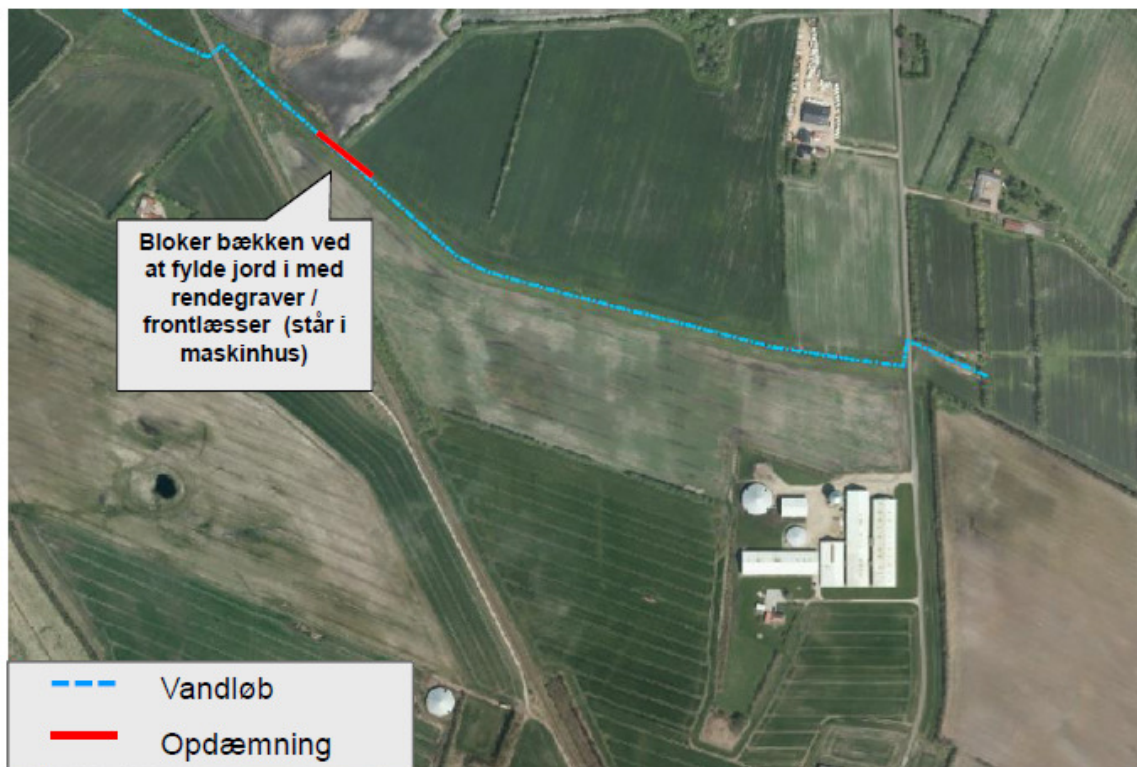 Bloker bækken ved
at fylde jord i med
rendegraver /
frontlæsser (står i
maskinhus)
Vandløb
Opdæmning